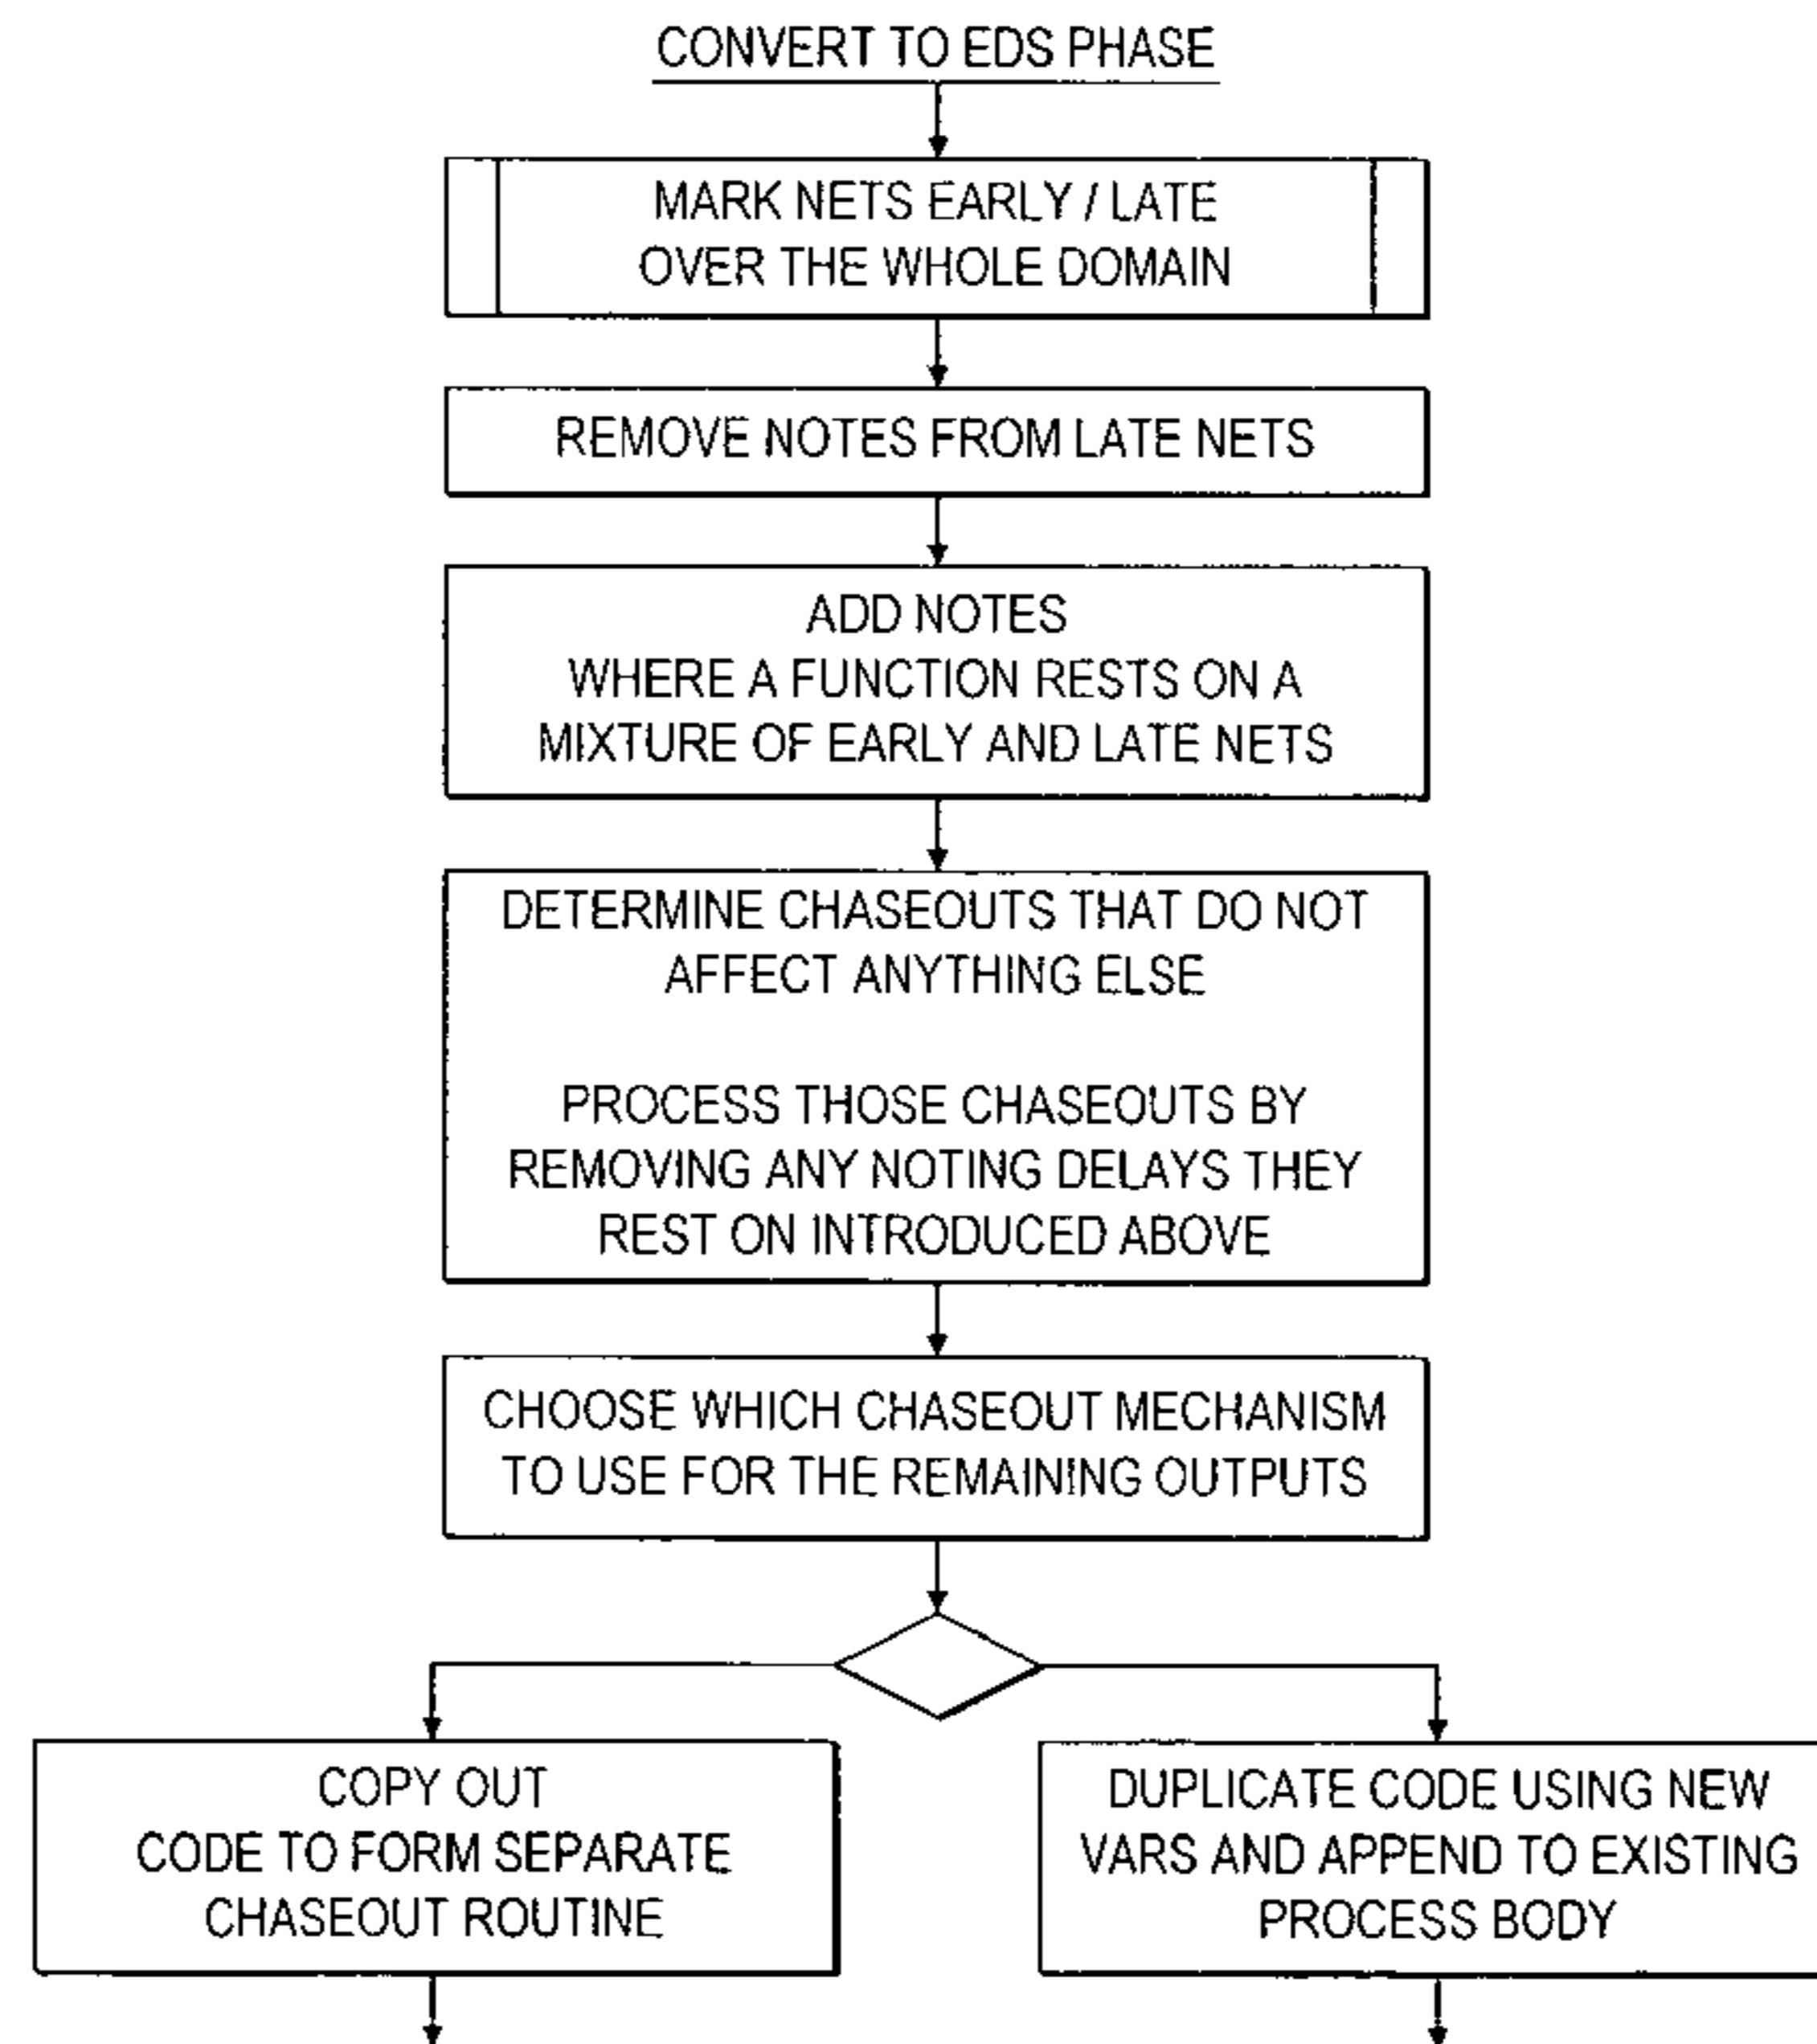 CONVERT TO EDS PHASE
MARK NETS EARLY / LATE
OVER THE WHOLE DOMAIN
REMOVE NOTES FROM LATE NETS
ADD NOTES
WHERE A FUNCTION RESTS ON A
MIXTURE OF EARLY AND LATE NETS
DETERMINE CHASEOUTS THAT DO NOT
AFFECT ANYTHING ELSE
PROCESS THOSE CHASEOUTS BY
REMOVING ANY NOTING DELAYS THEY
REST ON INTRODUCED ABOVE
CHOOSE WHICH CHASEOUT MECHANISM
TO USE FOR THE REMAINING OUTPUTS
COPY OUT
CODE TO FORM SEPARATE
CHASEOUT ROUTINE
DUPLICATE CODE USING NEW
VARS AND APPEND TO EXISTING
PROCESS BODY